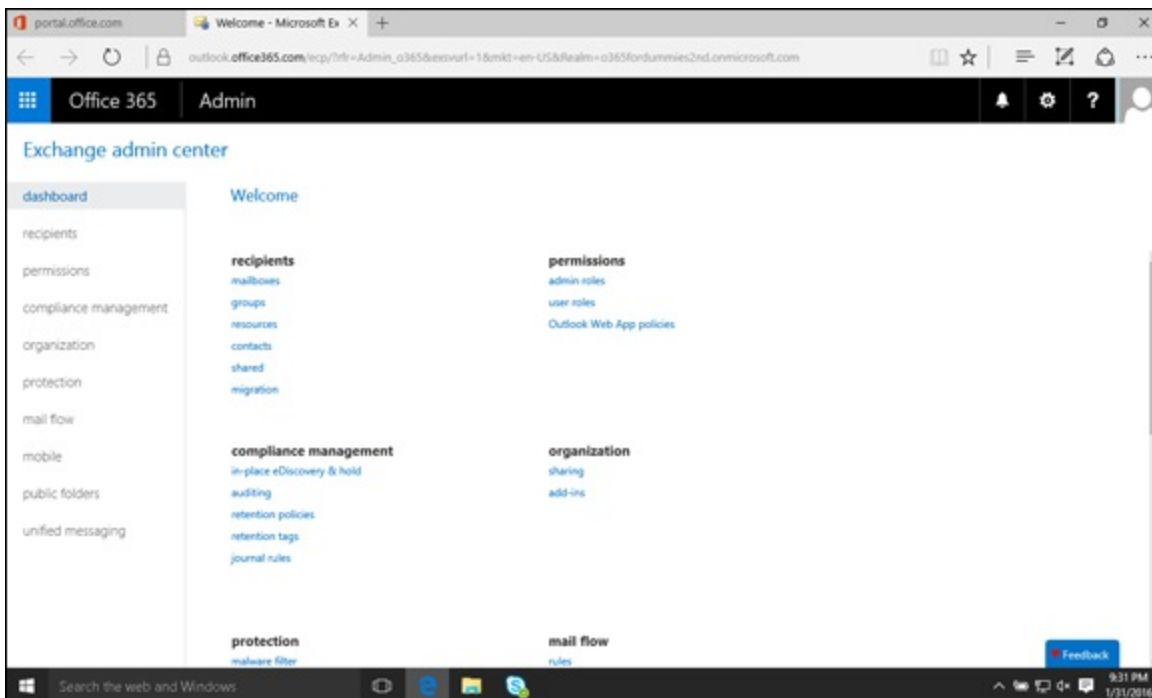 portal.office.com
Welcome - Microsoft Ex
outlook.office365.com/ecp/?rfr=Admin_o365&exsvurl=1&mkt=en-US&Realm=o365fordummies2nd.onmicrosoft.com
Office 365
Admin
?
Exchange admin center
dashboard
recipients
permissions
compliance management
organization
protection
mail flow
mobile
public folders
unified messaging
Welcome
recipients
mailboxes
groups
resources
contacts
shared
migration
permissions
admin roles
user roles
Outlook Web App policies
compliance management
in-place eDiscovery & hold
auditing
retention policies
retention tags
journal rules
organization
sharing
add-ins
protection
malware filter
mail flow
rules
Feedback
Search the web and Windows
9:31 PM
1/31/2016